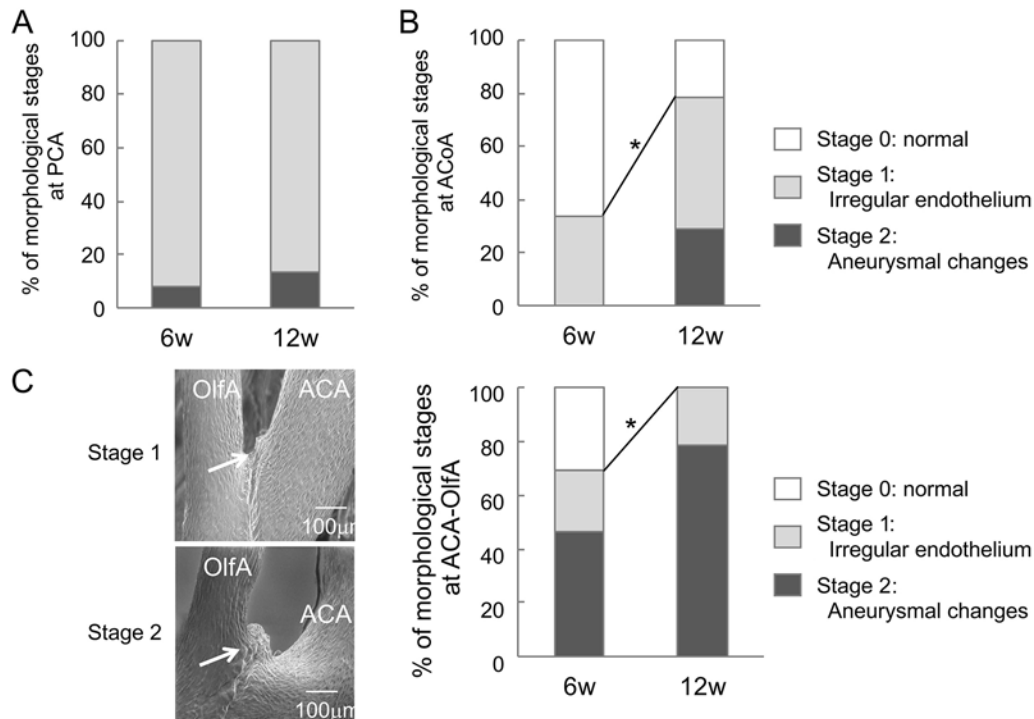 A
% of morphological stages
at PCA
100
80
60
40
20
0
6w
12w
B
% of morphological stages
at ACoA
100
80
60
40
20
0
*
6w
12w
Stage 0: normal
Stage 1:
Irregular endothelium
Stage 2:
Aneurysmal changes
C
Stage 1
OlfA
ACA
100μm
Stage 2
OlfA
ACA
100μm
% of morphological stages
at ACA-OlfA
100
80
60
40
20
0
*
6w
12w
Stage 0: normal
Stage 1:
Irregular endothelium
Stage 2:
Aneurysmal changes